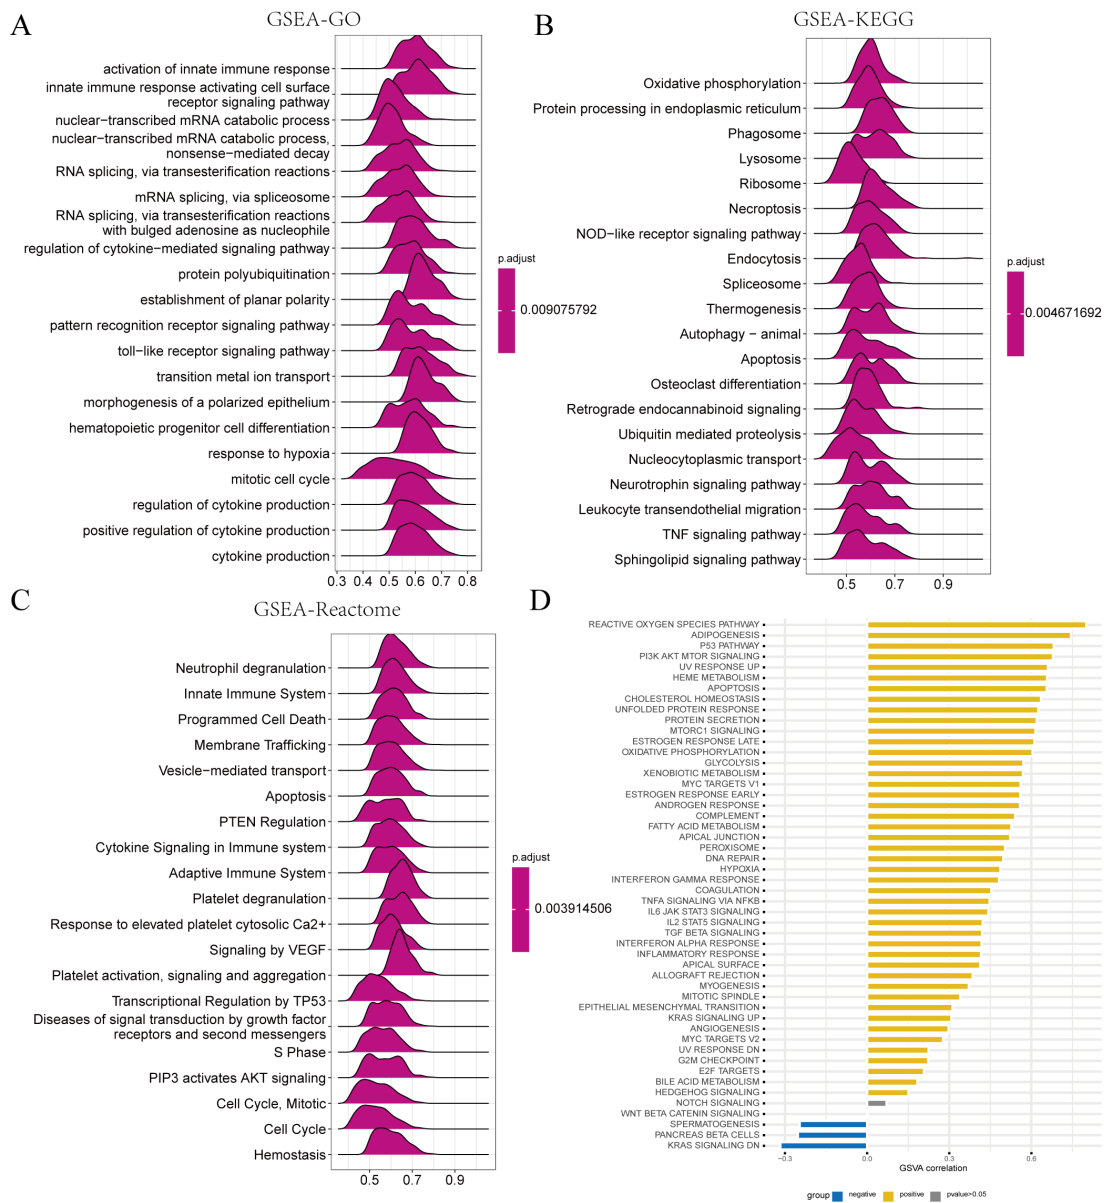 A
GSEA-GO
activation of innate immune response
innate immune response activating cell surface
receptor signaling pathway
nuclear-transcribed mRNA catabolic process
nuclear-transcribed mRNA catabolic process,
nonsense-mediated decay
RNA splicing, via transesterification reactions
mRNA splicing, via spliceosome
RNA splicing, via transesterification reactions
with bulged adenosine as nucleophile
regulation of cytokine-mediated signaling pathway
protein polyubiquitination
establishment of planar polarity
pattern recognition receptor signaling pathway
toll-like receptor signaling pathway
transition metal ion transport
morphogenesis of a polarized epithelium
hematopoietic progenitor cell differentiation
response to hypoxia
mitotic cell cycle
regulation of cytokine production
positive regulation of cytokine production
cytokine production
0.3 0.4 0.5 0.6 0.7 0.8
p.adjust
0.009075792
B
GSEA-KEGG
Oxidative phosphorylation
Protein processing in endoplasmic reticulum
Phagosome
Lysosome
Ribosome
Necroptosis
NOD-like receptor signaling pathway
Endocytosis
Spliceosome
Thermogenesis
Autophagy - animal
Apoptosis
Osteoclast differentiation
Retrograde endocannabinoid signaling
Ubiquitin mediated proteolysis
Nucleocytoplasmic transport
Neurotrophin signaling pathway
Leukocyte transendothelial migration
TNF signaling pathway
Sphingolipid signaling pathway
0.5 0.7 0.9
p.adjust
0.004671692
C
GSEA-Reactome
Neutrophil degranulation
Innate Immune System
Programmed Cell Death
Membrane Trafficking
Vesicle-mediated transport
Apoptosis
PTEN Regulation
Cytokine Signaling in Immune system
Adaptive Immune System
Platelet degranulation
Response to elevated platelet cytosolic Ca2+
Signaling by VEGF
Platelet activation, signaling and aggregation
Transcriptional Regulation by TP53
Diseases of signal transduction by growth factor
receptors and second messengers
S Phase
PIP3 activates AKT signaling
Cell Cycle, Mitotic
Cell Cycle
Hemostasis
0.5 0.7 0.9
p.adjust
0.003914506
D
REACTIVE OXYGEN SPECIES PATHWAY
ADIPOGENESIS
P53 PATHWAY
PI3K AKT MTOR SIGNALING
UV RESPONSE UP
HEME METABOLISM
APOPTOSIS
CHOLESTEROL HOMEOSTASIS
UNFOLDED PROTEIN RESPONSE
PROTEIN SECRETION
MTORC1 SIGNALING
ESTROGEN RESPONSE LATE
OXIDATIVE PHOSPHORYLATION
GLYCOLYSIS
XENOBIOTIC METABOLISM
MYC TARGETS V1
ESTROGEN RESPONSE EARLY
ANDROGEN RESPONSE
COMPLEMENT
FATTY ACID METABOLISM
APICAL JUNCTION
PEROXISOME
DNA REPAIR
HYPOXIA
INTERFERON GAMMA RESPONSE
COAGULATION
TNFA SIGNALING VIA NFKB
IL6 JAK STAT3 SIGNALING
IL2 STAT5 SIGNALING
TGF BETA SIGNALING
INTERFERON ALPHA RESPONSE
INFLAMMATORY RESPONSE
APICAL SURFACE
ALLOGRAFT REJECTION
MYOGENESIS
MITOTIC SPINDLE
EPITHELIAL MESENCHYMAL TRANSITION
KRAS SIGNALING UP
ANGIOGENESIS
MYC TARGETS V2
UV RESPONSE DN
G2M CHECKPOINT
E2F TARGETS
BILE ACID METABOLISM
HEDGEHOG SIGNALING
NOTCH SIGNALING
WNT BETA CATENIN SIGNALING
SPERMATOGENESIS
PANCREAS BETA CELLS
KRAS SIGNALING DN
-0.3 0.0 0.3 0.6
GSVA correlation
group negative positive pvalue>0.05